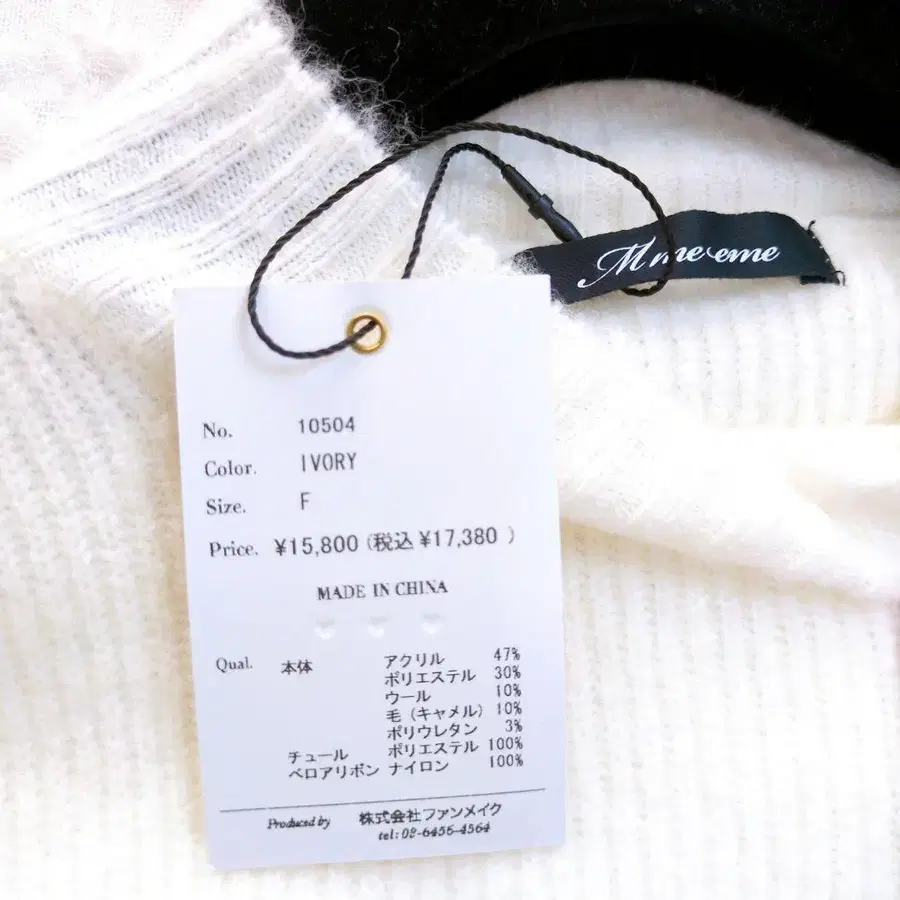 M mexeme
No. 10504
Color. IVORY
Size. F
Price. ¥15,800 (税込 ¥17,380 )
MADE IN CHINA
Qual. 本体 アクリル 47%
ポリエステル 30%
ウール 10%
毛(キャメル) 10%
ポリウレタン 3%
チュール ポリエステル 100%
ベロアリボン ナイロン 100%
Produced by 株式会社ファンメイク
tel: 03-6456-4564